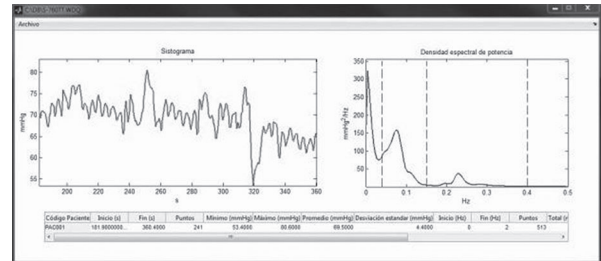 Archivo
Sistograma
Densidad espectral de potencia
80
75
70
65
60
55
mmHg
200 220 240 260 280 300 320 340 360
s
350
300
250
200
150
100
50
mmHg²/Hz
0 0.1 0.2 0.3 0.4 0.5
Hz
Código Paciente Inicio (s) Fin (s) Puntos Mínimo (mmHg) Máximo (mmHg) Promedio (mmHg) Desviación estandar (mmHg) Inicio (Hz) Fin (Hz) Puntos Total (r
360.4000 241 53.4000 80.6000 69.5000 4.4000 0 2 513